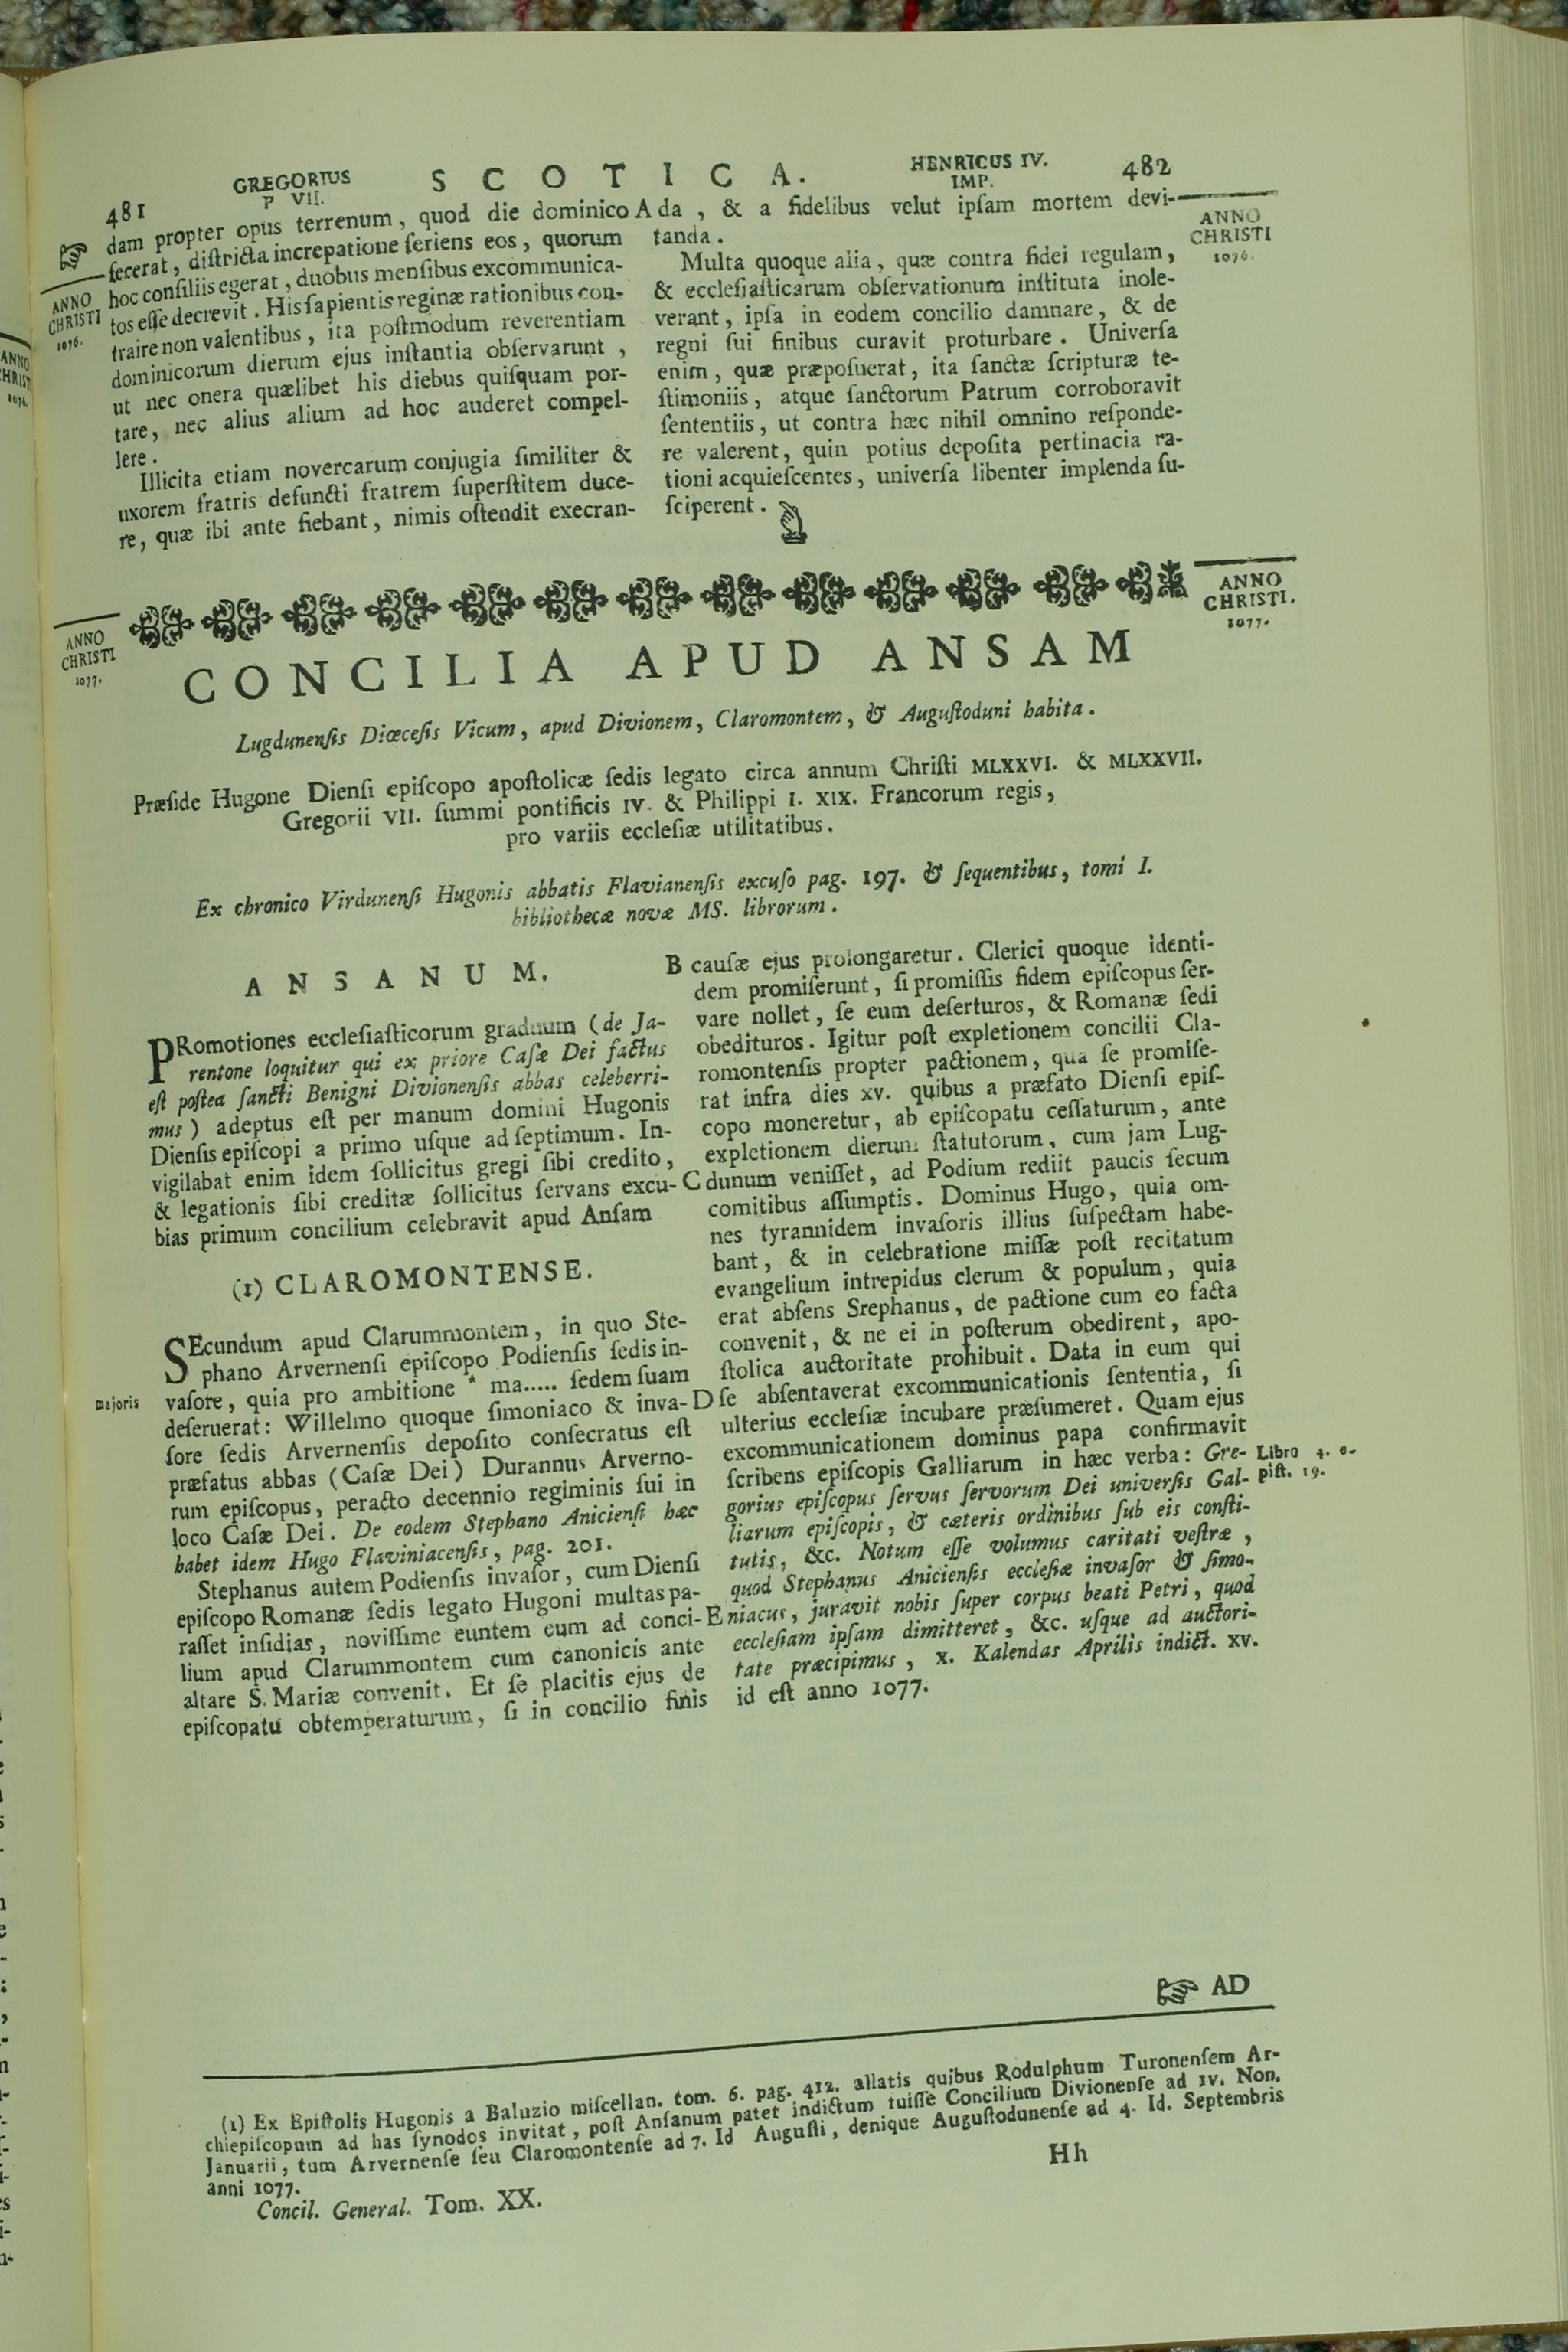 481
GREGORIUS
P VII.
SCOTICA.
HENRICUS IV.
IMP.
482
dam propter opus terrenum, quod die dominico
fecerat, diſtricta increpatione feriens eos, quorum
hoc conſiliis egerat, duobus menſibus excommunica-
tos eſſe decrevit. His ſapientis reginæ rationibus con-
traire non valentibus, ita poſtmodum reverentiam
dominicorum dierum ejus inſtantia obſervarunt,
ut nec onera quælibet his diebus quiſquam por-
tare, nec alius alium ad hoc auderet compel-
lere.
Illicita etiam novercarum conjugia ſimiliter &
uxorem fratris defuncti fratrem ſuperſtitem duce-
re, quæ ibi ante fiebant, nimis oſtendit execran-
ANNO
CHRISTI
1076.
A da, & a fidelibus velut ipſam mortem devi-
tanda.
Multa quoque alia, quæ contra fidei regulam,
& eccleſiaſticarum obſervationum inſtituta inole-
verant, ipſa in eodem concilio damnare, & de
regni ſui finibus curavit proturbare. Univerſa
enim, quæ præpoſuerat, ita ſanctæ ſcripturæ te-
ſtimoniis, atque ſanctorum Patrum corroboravit
ſententiis, ut contra hæc nihil omnino reſponde-
re valerent, quin potius depoſita pertinacia ra-
tioni acquieſcentes, univerſa libenter implenda ſu-
ſciperent.
ANNO
CHRISTI
1076.
ANNO
CHRISTI
1077.
ANNO
CHRISTI.
1077.
CONCILIA APUD ANSAM
Lugdunenſis Diœceſis Vicum, apud Divionem, Claromontem, & Auguſtoduni habita.
Præſide Hugone Dienſi epiſcopo apoſtolicæ ſedis legato circa annum Chriſti MLXXVI. & MLXXVII.
Gregorii VII. ſummi pontificis IV. & Philippi I. XIX. Francorum regis,
pro variis eccleſiæ utilitatibus.
Ex chronico Virdunenſi Hugonis abbatis Flavianenſis excuſo pag. 197. & ſequentibus, tomi I.
bibliothecæ novæ MS. librorum.
ANSANUM.
PRomotiones eccleſiaſticorum graduum (de Ja-
rentone loquitur qui ex priore Caſæ Dei factus
eſt poſtea ſancti Benigni Divionenſis abbas celeberri-
mus) adeptus eſt per manum domini Hugonis
Dienſis epiſcopi a primo uſque ad ſeptimum. In-
vigilabat enim idem ſollicitus gregi ſibi credito,
& legationis ſibi creditæ ſollicitus ſervans excu-
bias primum concilium celebravit apud Anſam
(1) CLAROMONTENSE.
SEcundum apud Clarummontem, in quo Ste-
phano Arvernenſi epiſcopo Podienſis ſedis in-
vaſore, quia pro ambitione * ma..... ſedem ſuam
majoris
deſeruerat: Willelmo quoque ſimoniaco & inva-
ſore ſedis Arvernenſis depoſito conſecratus eſt
præfatus abbas (Caſæ Dei) Durannus Arverno-
rum epiſcopus, peracto decennio regiminis ſui in
loco Caſæ Dei. De eodem Stephano Anicienſi hæc
habet idem Hugo Flaviniacenſis, pag. 201.
Stephanus autem Podienſis invaſor, cum Dienſi
epiſcopo Romanæ ſedis legato Hugoni multas pa-
raſſet inſidias, noviſſime euntem eum ad conci-
lium apud Clarummontem cum canonicis ante
altare S. Mariæ convenit. Et ſe placitis ejus de
epiſcopatu obtemperaturum, ſi in concilio finis
B cauſæ ejus prolongaretur. Clerici quoque identi-
dem promiſerunt, ſi promiſſis fidem epiſcopus ſer-
vare nollet, ſe eum deſerturos, & Romanæ ſedi
obedituros. Igitur poſt expletionem concilii Cla-
romontenſis propter pactionem, qua ſe promiſe-
rat infra dies xv. quibus a præfato Dienſi epiſ-
copo moneretur, ab epiſcopatu ceſſaturum, ante
expletionem dierum ſtatutorum, cum jam Lug-
C dunum veniſſet, ad Podium rediit paucis ſecum
comitibus aſſumptis. Dominus Hugo, quia om-
nes tyrannidem invaſoris illius ſuſpectam habe-
bant, & in celebratione miſſæ poſt recitatum
evangelium intrepidus clerum & populum, quia
erat abſens Srephanus, de pactione cum eo facta
convenit, & ne ei in poſterum obedirent, apo-
ſtolica auctoritate prohibuit. Data in eum qui
D ſe abſentaverat excommunicationis ſententia, ſi
ulterius eccleſiæ incubare præſumeret. Quam ejus
excommunicationem dominus papa confirmavit
ſcribens epiſcopis Galliarum in hæc verba: Gre-
gorius epiſcopus ſervus ſervorum Dei univerſis Gal-
liarum epiſcopis, & cæteris ordinibus ſub eis conſti-
tutis, &c. Notum eſſe volumus caritati veſtræ,
quod Stephanus Anicienſis eccleſiæ invaſor & ſimo-
E niacus, juravit nobis ſuper corpus beati Petri, quod
eccleſiam ipſam dimitteret, &c. uſque ad auctori-
tate præcipimus, x. Kalendas Aprilis indict. xv.
id eſt anno 1077.
Libro 4. e-
piſt. 19.
AD
(1) Ex Epiſtolis Hugonis a Baluzio miſcellan. tom. 6. pag. 412. allatis quibus Rodulphum Turonenſem Ar-
chiepiſcopum ad has ſynodos invitat, poſt Anſanum patet indictum tuiſſe Concilium Divionenſe ad IV. Non.
Januarii, tum Arvernenſe ſeu Claromontenſe ad 7. Id Auguſti, denique Auguſtodunenſe ad 4. Id. Septembris
anni 1077.
Concil. General. Tom. XX.
Hh